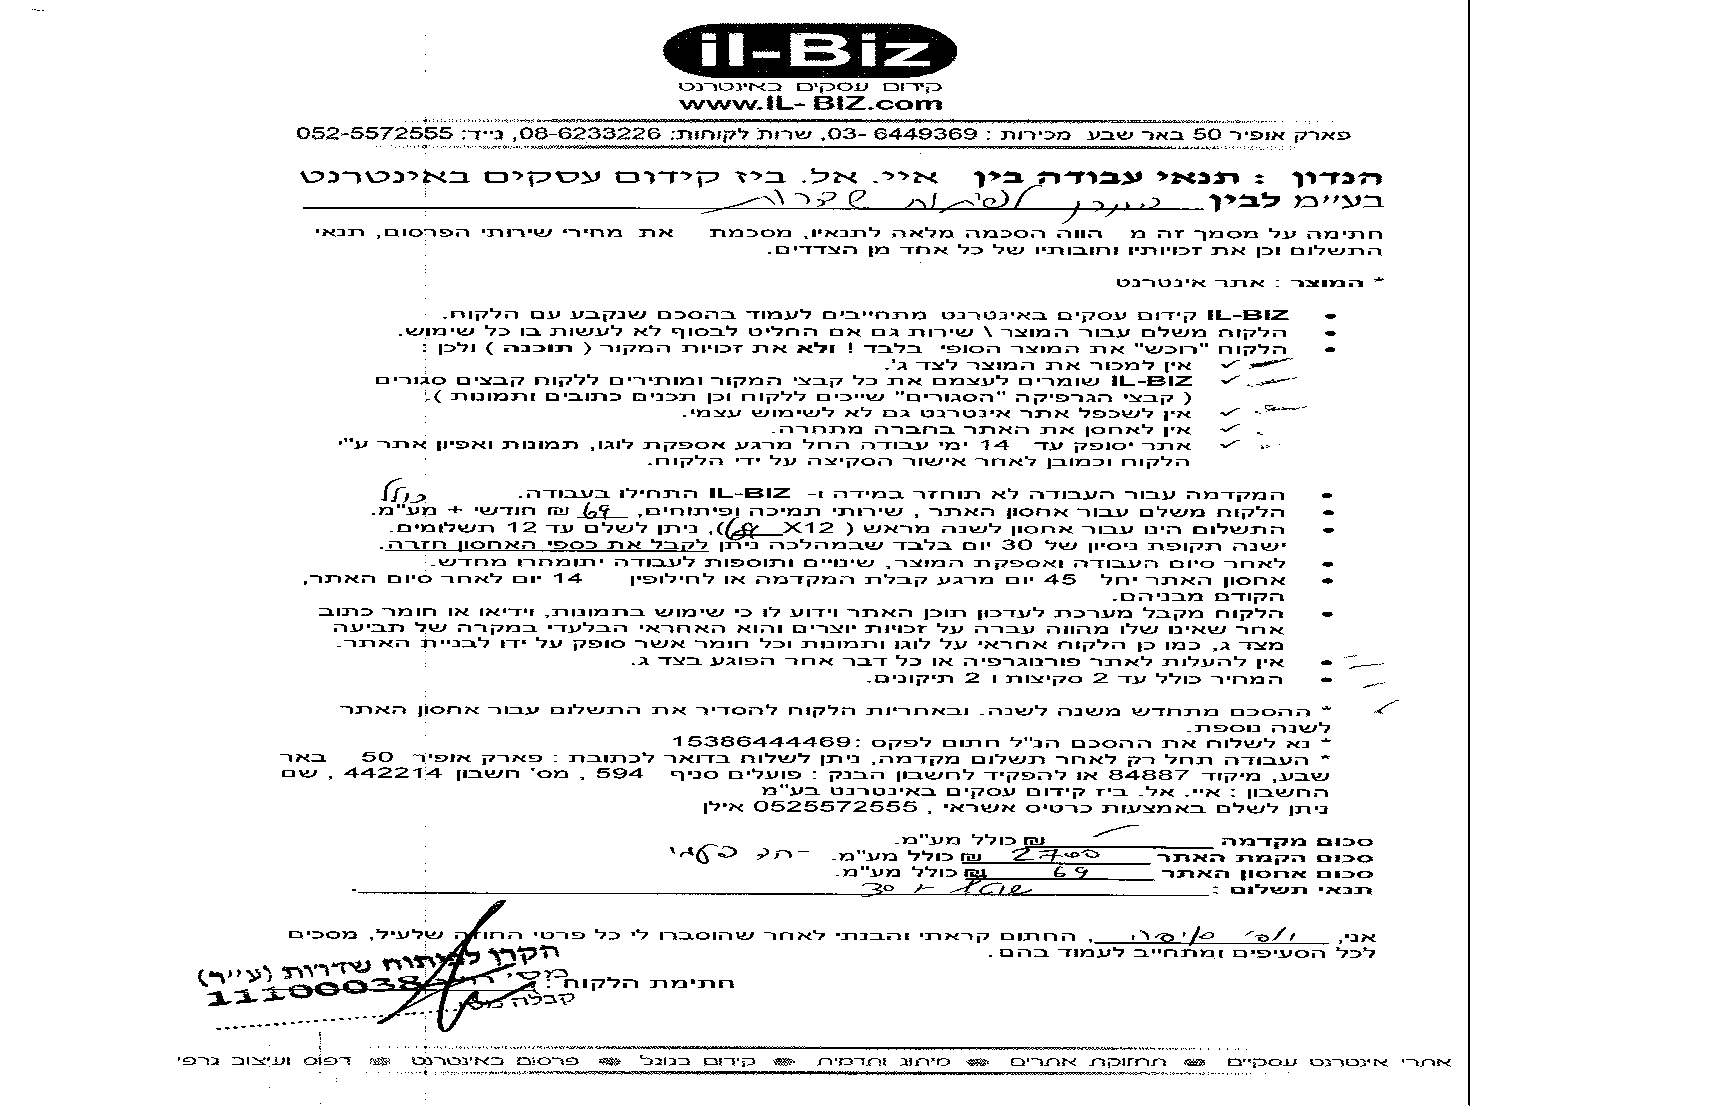 il-Biz
קידום עסקים באינטרנט
www.IL-BIZ.com
פארק אופיר 50 באר שבע מכירות : 03-6449369, שרות לקוחות: 08-6233226, נייד: 052-5572555
הנדון : תנאי עבודה בין איי. אל. ביז קידום עסקים באינטרנט
בע"מ לבין הקרן לפיתוח שדרות
חתימה על מסמך זה מ הווה הסכמה מלאה לתנאיו, מסכמת את מחירי שירותי הפרסום, תנאי
התשלום וכן את זכויותיו וחובותיו של כל אחד מן הצדדים.
* המוצר : אתר אינטרנט
• IL-BIZ קידום עסקים באינטרנט מתחייבים לעמוד בהסכם שנקבע עם הלקוח.
• הלקוח משלם עבור המוצר \ שירות גם אם החליט לבסוף לא לעשות בו כל שימוש.
• הלקוח "רוכש" את המוצר הסופי בלבד ! ולא את זכויות המקור ( תוכנה ) ולכן :
✓ אין למכור את המוצר לצד ג'.
✓ IL-BIZ שומרים לעצמם את כל קבצי המקור ומותירים ללקוח קבצים סגורים
( קבצי הגרפיקה "הסגורים" שייכים ללקוח וכן תכנים כתובים ותמונות ).
✓ אין לשכפל אתר אינטרנט גם לא לשימוש עצמי.
✓ אין לאחסן את האתר בחברה מתחרה.
✓ אתר יסופק עד 14 ימי עבודה החל מרגע אספקת לוגו, תמונות ואפיון אתר ע"י
הלקוח וכמובן לאחר אישור הסקיצה על ידי הלקוח.
• המקדמה עבור העבודה לא תוחזר במידה ו- IL-BIZ התחילו בעבודה.
• הלקוח משלם עבור אחסון האתר , שירותי תמיכה ופיתוחים, 69 ₪ חודשי + מע"מ. כולל
• התשלום הינו עבור אחסון לשנה מראש ( X12 69), ניתן לשלם עד 12 תשלומים.
ישנה תקופת ניסיון של 30 יום בלבד שבמהלכה ניתן לקבל את כספי האחסון חזרה.
• לאחר סיום העבודה ואספקת המוצר, שינויים ותוספות לעבודה יתומחרו מחדש.
• אחסון האתר יחל 45 יום מרגע קבלת המקדמה או לחילופין 14 יום לאחר סיום האתר,
הקודם מבניהם.
• הלקוח מקבל מערכת לעדכון תוכן האתר וידוע לו כי שימוש בתמונות, וידיאו או חומר כתוב
אחר שאינו שלו מהווה עברה על זכויות יוצרים והוא האחראי הבלעדי במקרה של תביעה
מצד ג, כמו כן הלקוח אחראי על לוגו ותמונות וכל חומר אשר סופק על ידו לבניית האתר.
• אין להעלות לאתר פורנוגרפיה או כל דבר אחר הפוגע בצד ג.
• המחיר כולל עד 2 סקיצות ו 2 תיקונים.
* ההסכם מתחדש משנה לשנה. ובאחריות הלקוח להסדיר את התשלום עבור אחסון האתר
לשנה נוספת.
* נא לשלוח את ההסכם הנ"ל חתום לפקס :15386444469
* העבודה תחל רק לאחר תשלום מקדמה, ניתן לשלוח בדואר לכתובת : פארק אופיר 50 באר
שבע, מיקוד 84887 או להפקיד לחשבון הבנק : פועלים סניף 594 , מס' חשבון 442214 , שם
החשבון : איי. אל. ביז קידום עסקים באינטרנט בע"מ
ניתן לשלם באמצעות כרטיס אשראי , 0525572555 אילן
סכום מקדמה ₪ כולל מע"מ.
סכום הקמת האתר 2700 ₪ כולל מע"מ.
סכום אחסון האתר 69 ₪ כולל מע"מ.
תנאי תשלום : שוטף + 30
אני, , החתום קראתי והבנתי לאחר שהוסברו לי כל פרטי החוזה שלעיל, מסכים
לכל הסעיפים ומתחייב לעמוד בהם.
הקרן לפיתוח שדרות (ע"ר)
חתימת הלקוח :
אתרי אינטרנט עסקיים תחזוקת אתרים מיתוג ותדמית קידום בגוגל פרסום באינטרנט דפוס ועיצוב גרפי